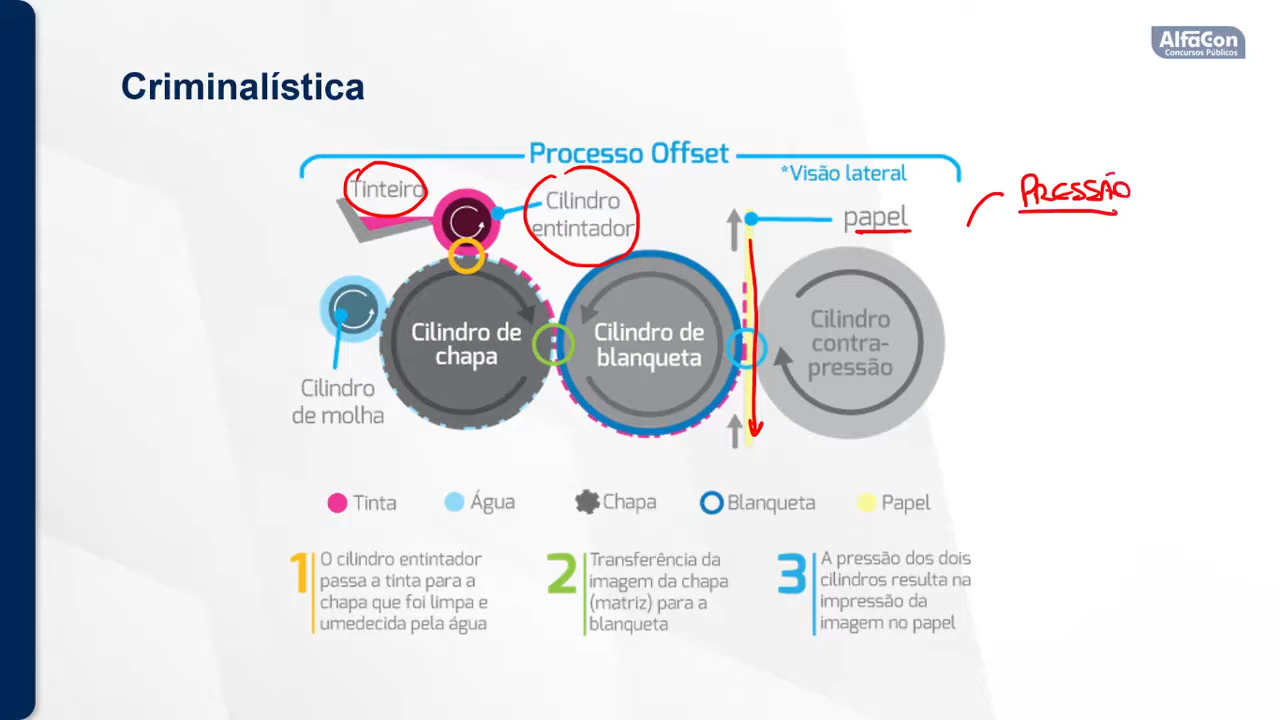 AlfaCon
Concursos Públicos
Criminalística
Processo Offset
*Visão lateral
Tinteiro
Cilindro
entintador
papel
PRESSÃO
Cilindro de
chapa
Cilindro de
blanqueta
Cilindro
contra-
pressão
Cilindro
de molha
Tinta
Água
Chapa
Blanqueta
Papel
1
O cilindro entintador
passa a tinta para a
chapa que foi limpa e
umedecida pela água
2
Transferência da
imagem da chapa
(matriz) para a
blanqueta
3
A pressão dos dois
cilindros resulta na
impressão da
imagem no papel